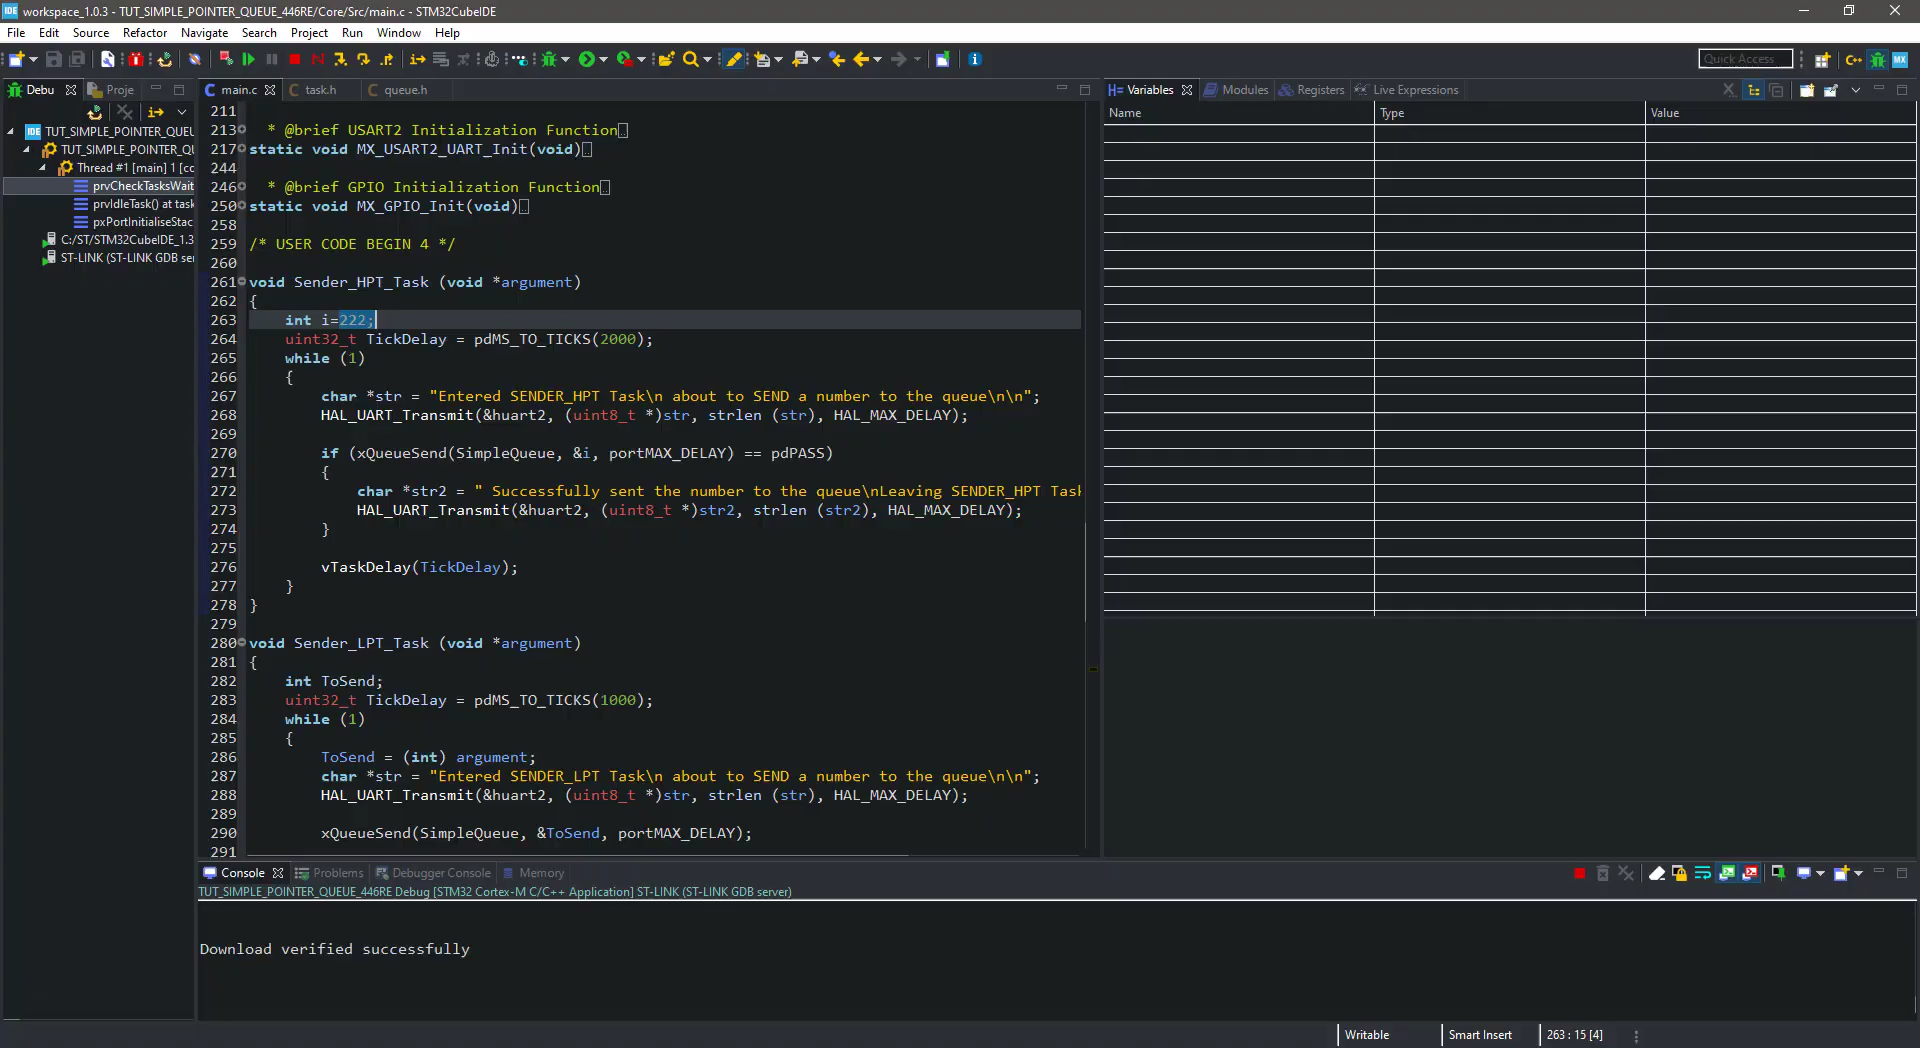 workspace_1.0.3 - TUT_SIMPLE_POINTER_QUEUE_446RE/Core/Src/main.c - STM32CubeIDE
File Edit Source Refactor Navigate Search Project Run Window Help
Quick Access
Debu Proje
TUT_SIMPLE_POINTER_QUEU
TUT_SIMPLE_POINTER_QU
Thread #1 [main] 1 [co
prvCheckTasksWait
prvIdleTask() at task
pxPortInitialiseStac
C:/ST/STM32CubeIDE_1.3
ST-LINK (ST-LINK GDB ser
main.c task.h queue.h
211
213 * @brief USART2 Initialization Function
217 static void MX_USART2_UART_Init(void)
244
246 * @brief GPIO Initialization Function
250 static void MX_GPIO_Init(void)
258
259 /* USER CODE BEGIN 4 */
260
261 void Sender_HPT_Task (void *argument)
262 {
263 int i=222;
264 uint32_t TickDelay = pdMS_TO_TICKS(2000);
265 while (1)
266 {
267 char *str = "Entered SENDER_HPT Task\n about to SEND a number to the queue\n\n";
268 HAL_UART_Transmit(&huart2, (uint8_t *)str, strlen (str), HAL_MAX_DELAY);
269
270 if (xQueueSend(SimpleQueue, &i, portMAX_DELAY) == pdPASS)
271 {
272 char *str2 = " Successfully sent the number to the queue\nLeaving SENDER_HPT Task
273 HAL_UART_Transmit(&huart2, (uint8_t *)str2, strlen (str2), HAL_MAX_DELAY);
274 }
275
276 vTaskDelay(TickDelay);
277 }
278 }
279
280 void Sender_LPT_Task (void *argument)
281 {
282 int ToSend;
283 uint32_t TickDelay = pdMS_TO_TICKS(1000);
284 while (1)
285 {
286 ToSend = (int) argument;
287 char *str = "Entered SENDER_LPT Task\n about to SEND a number to the queue\n\n";
288 HAL_UART_Transmit(&huart2, (uint8_t *)str, strlen (str), HAL_MAX_DELAY);
289
290 xQueueSend(SimpleQueue, &ToSend, portMAX_DELAY);
291
Variables Modules Registers Live Expressions
Name Type Value
Console Problems Debugger Console Memory
TUT_SIMPLE_POINTER_QUEUE_446RE Debug [STM32 Cortex-M C/C++ Application] ST-LINK (ST-LINK GDB server)
Download verified successfully
Writable Smart Insert 263 : 15 [4]